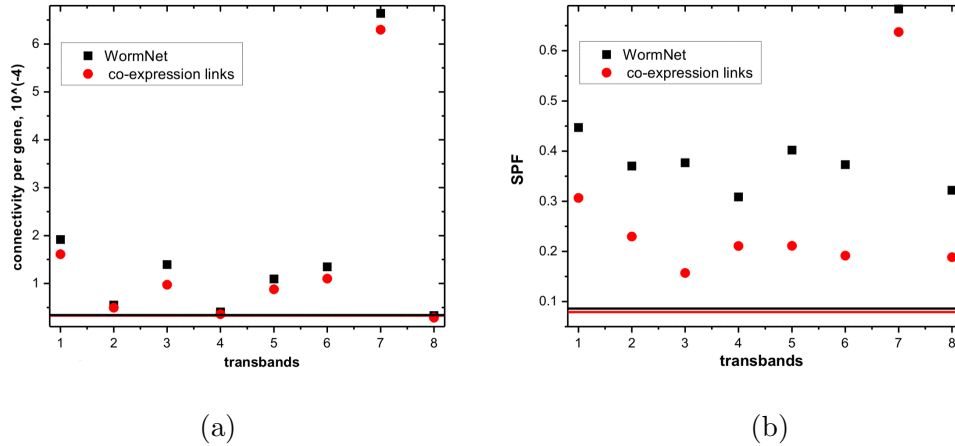 WormNet
co-expression links
connectivity per gene, 10^(-4)
6
5
4
3
2
1
1 2 3 4 5 6 7 8
transbands
(a)
WormNet
co-expression links
SPF
0.6
0.5
0.4
0.3
0.2
0.1
1 2 3 4 5 6 7 8
transbands
(b)